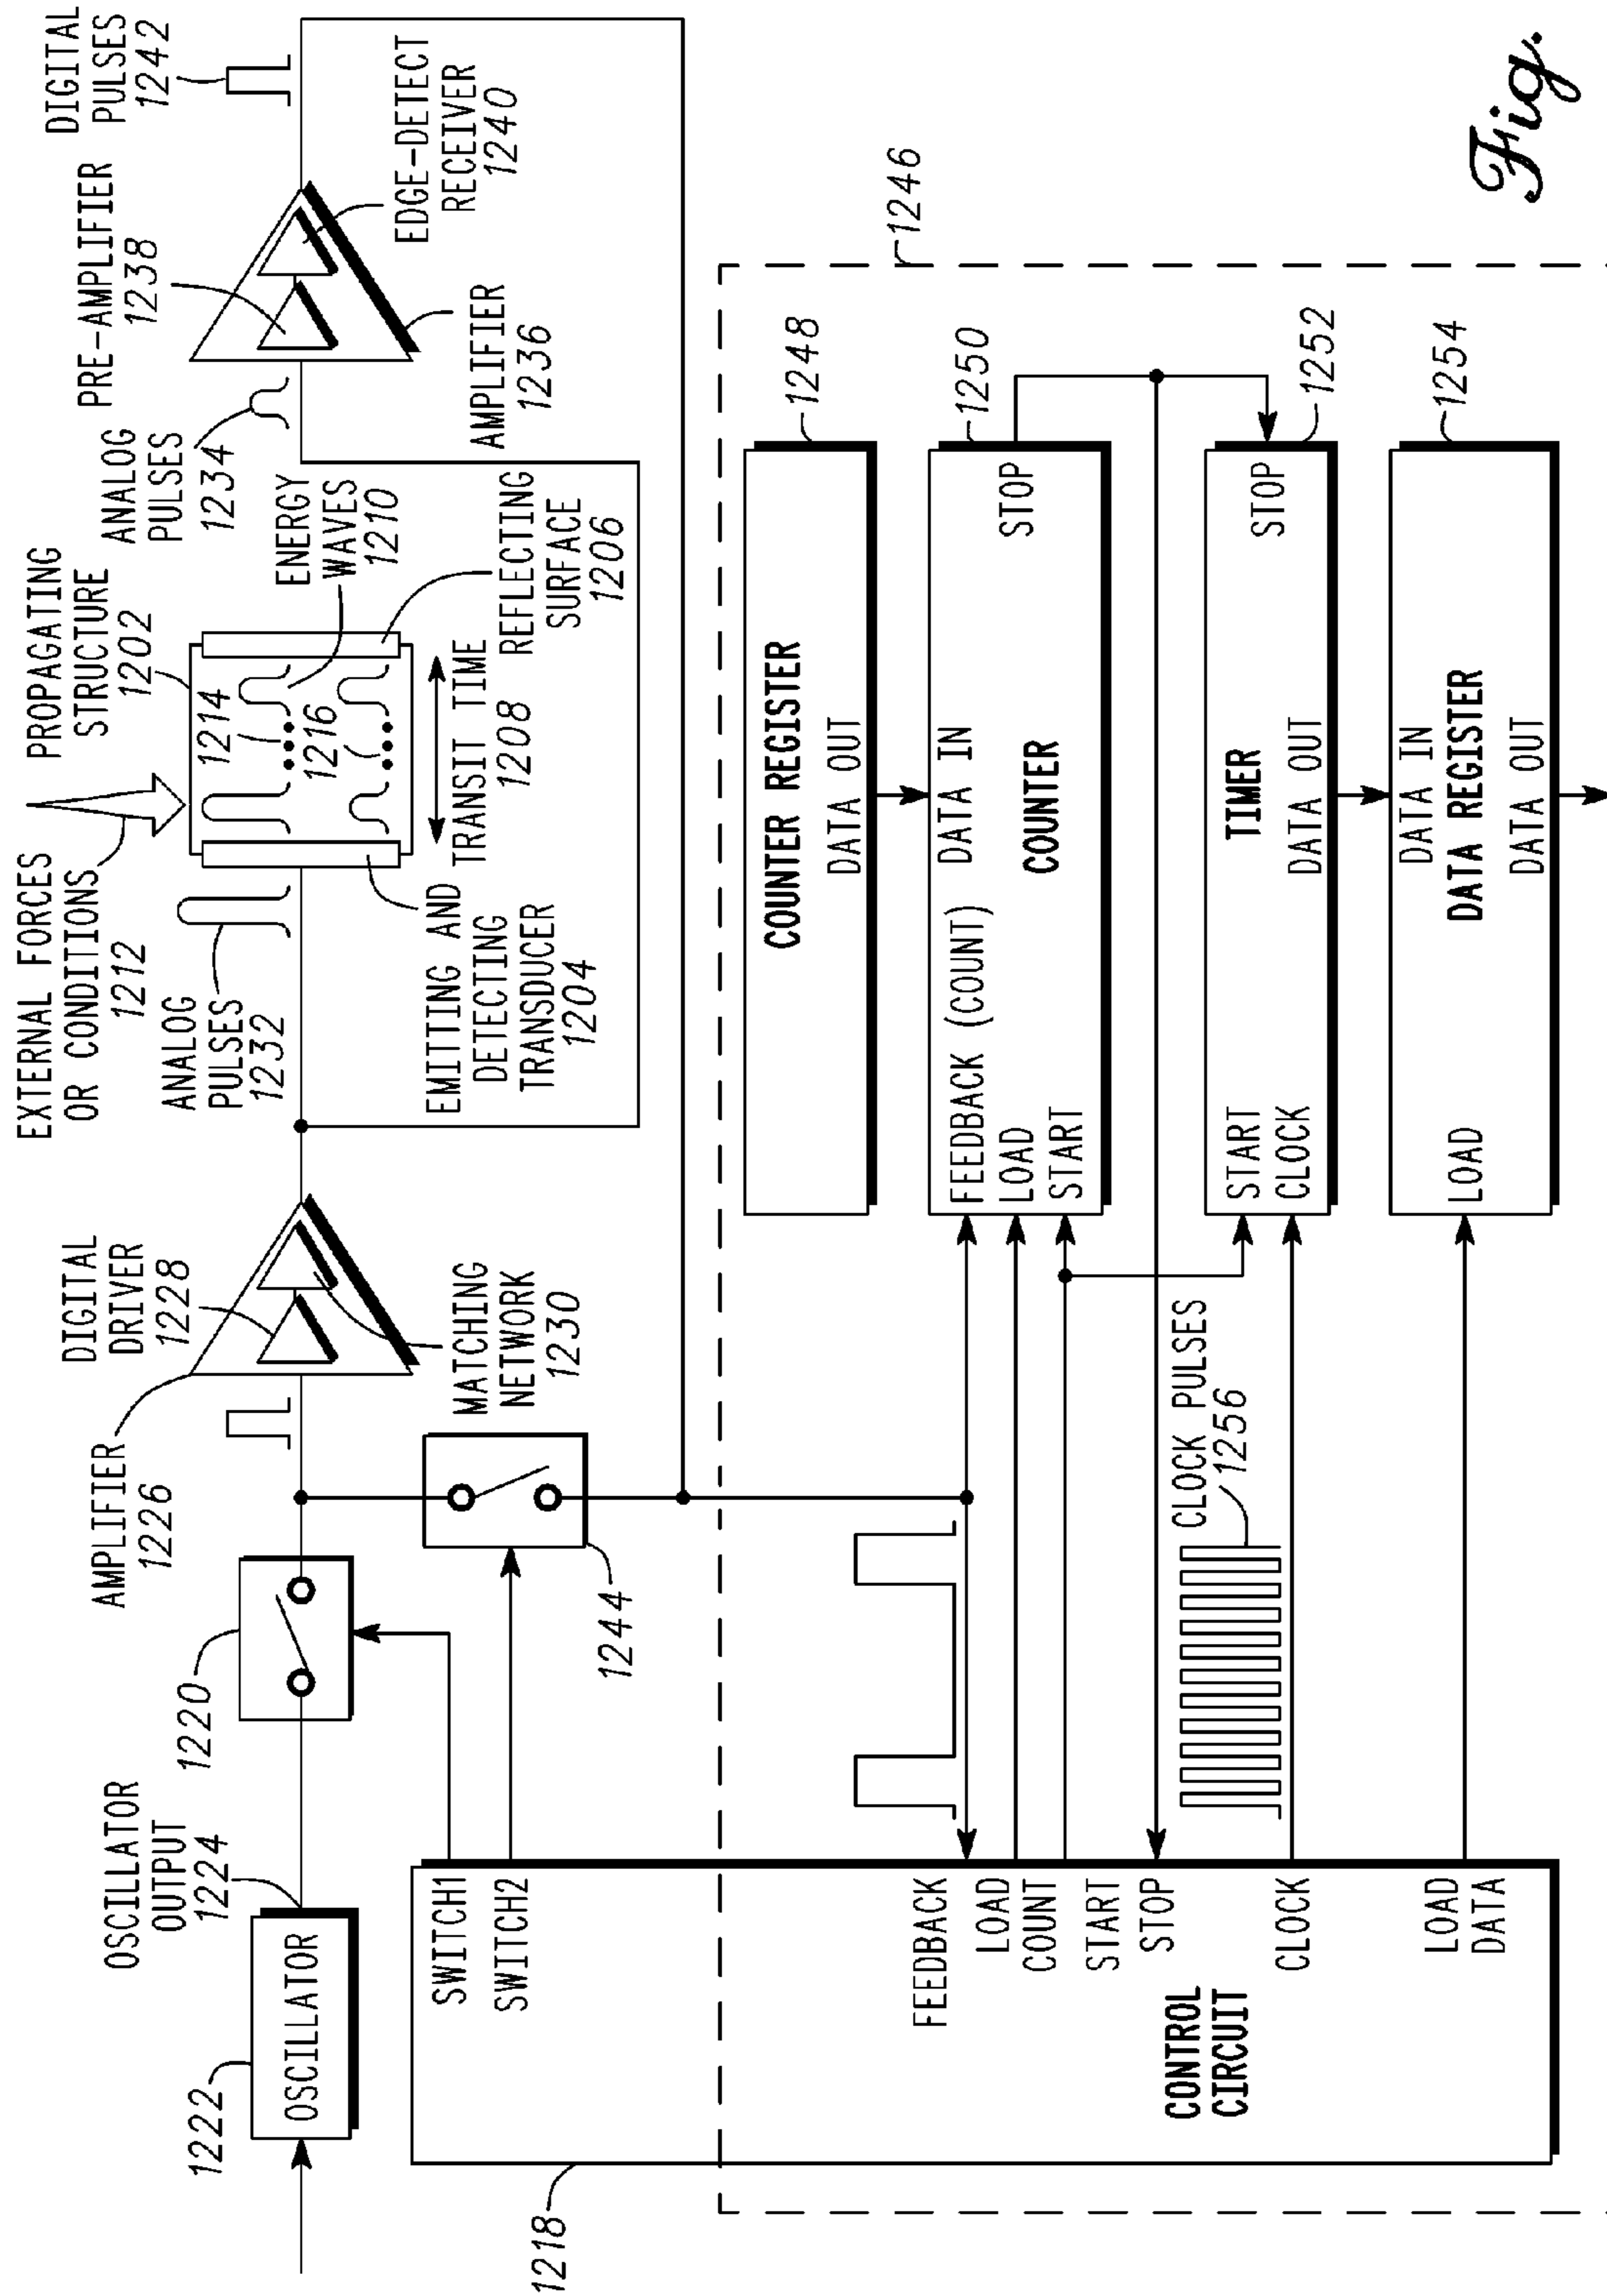 EXTERNAL FORCES
OR CONDITIONS
1212
PROPAGATING
STRUCTURE
1202
ANALOG
PULSES
1234
PRE-AMPLIFIER
1238
DIGITAL
PULSES
1242
OSCILLATOR
OUTPUT
1224
1220
AMPLIFIER
1226
DIGITAL
DRIVER
1228
ANALOG
PULSES
1232
1214
1216
ENERGY
WAVES
1210
EDGE-DETECT
RECEIVER
1240
1222
OSCILLATOR
MATCHING
NETWORK
1230
EMITTING AND
DETECTING
TRANSDUCER
1204
TRANSIT TIME
1208
REFLECTING
SURFACE
1206
AMPLIFIER
1236
1244
1218
SWITCH1
SWITCH2
FEEDBACK
LOAD
COUNT
START
STOP
CLOCK
LOAD
DATA
CONTROL
CIRCUIT
1246
COUNTER REGISTER
DATA OUT
1248
DATA IN
FEEDBACK (COUNT)
LOAD
START
COUNTER
STOP
1250
CLOCK PULSES
1256
START
CLOCK
TIMER
DATA OUT
STOP
1252
LOAD
DATA IN
DATA REGISTER
DATA OUT
1254
Fig.